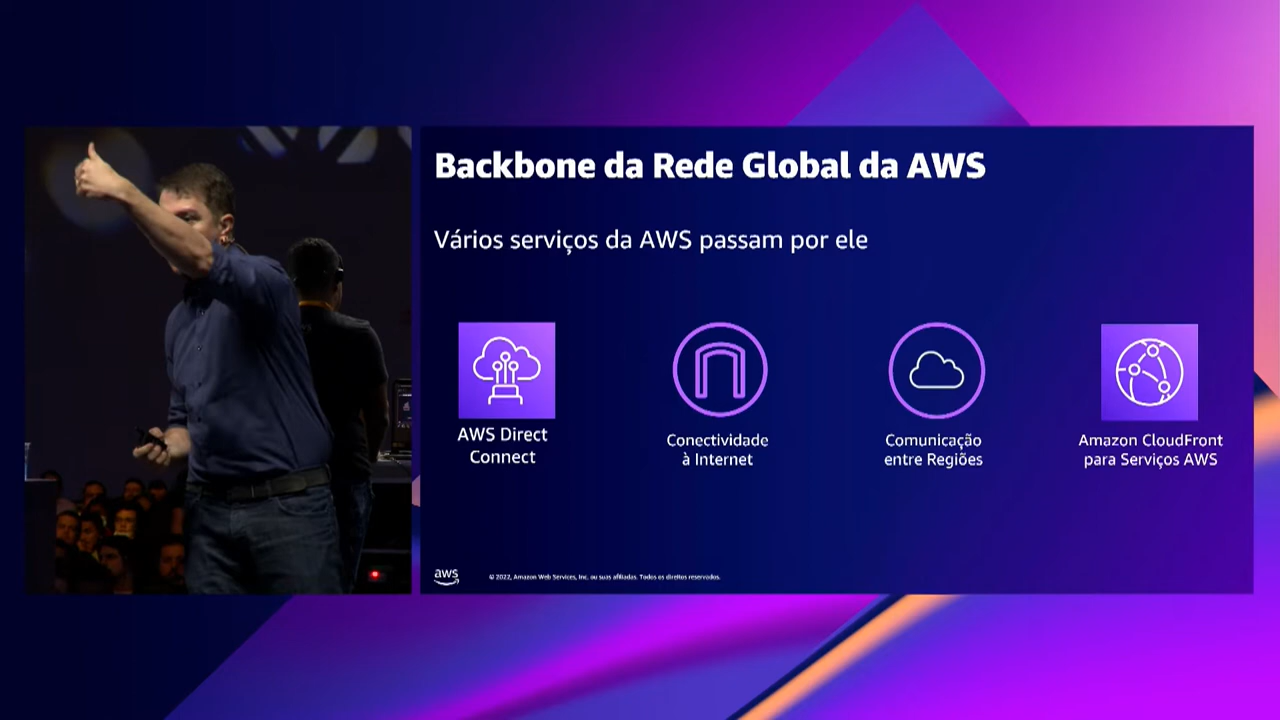 Backbone da Rede Global da AWS
Vários serviços da AWS passam por ele
AWS Direct
Connect
Conectividade
à Internet
Comunicação
entre Regiões
Amazon CloudFront
para Serviços AWS
aws
© 2022, Amazon Web Services, Inc. ou suas afiliadas. Todos os direitos reservados.